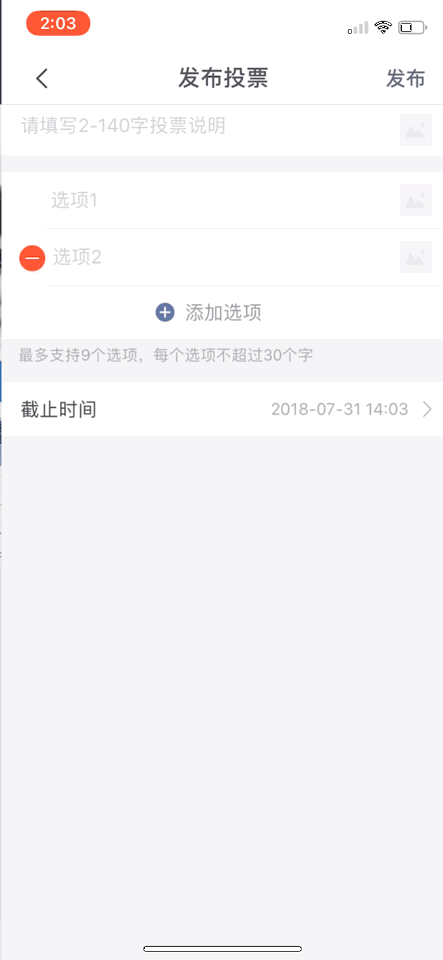 2:03
发布投票
发布
请填写2-140字投票说明
选项1
选项2
添加选项
最多支持9个选项，每个选项不超过30个字
截止时间
2018-07-31 14:03